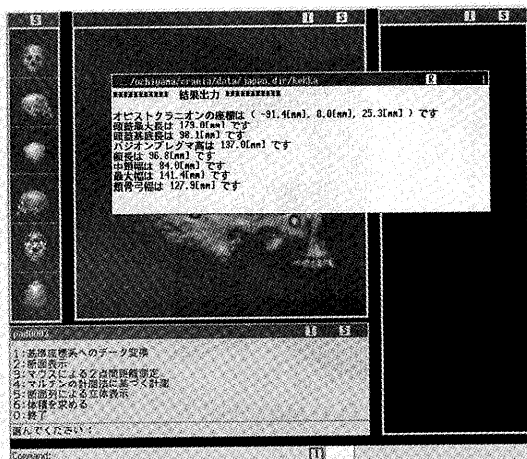 S
I S
I S
/uchiyama/crania/data/japan.dir/kekka
*********** 結果出力 ***********
オピストクラニオンの座標は ( -91.4[mm], 8.0[mm], 25.3[mm] ) です
頭蓋最大長は 179.0[mm] です
頭蓋基底長は 98.1[mm] です
バジオンブレグマ高は 137.0[mm] です
顔長は 96.8[mm] です
中顔幅は 84.0[mm] です
最大幅は 141.4[mm] です
頬骨弓幅は 127.9[mm] です
I S
1:基準座標系へのデータ変換
2:断面表示
3:マウスによる2点間距離測定
4:マルチンの計測法に基づく計測
5:断面列による立体表示
6:体積を求める
0:終了
選んでください:
Command: